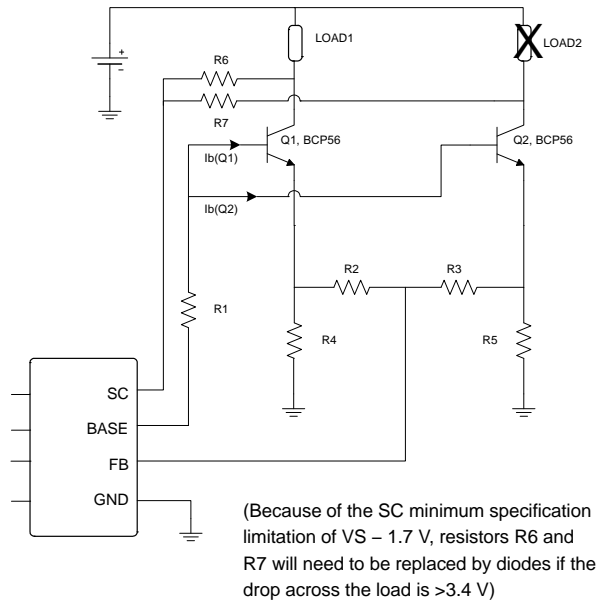 LOAD1
LOAD2
+
−
R6
R7
Q1, BCP56
Q2, BCP56
Ib(Q1)
Ib(Q2)
R2
R3
R1
R4
R5
SC
BASE
FB
GND
(Because of the SC minimum specification
limitation of VS – 1.7 V, resistors R6 and
R7 will need to be replaced by diodes if the
drop across the load is >3.4 V)